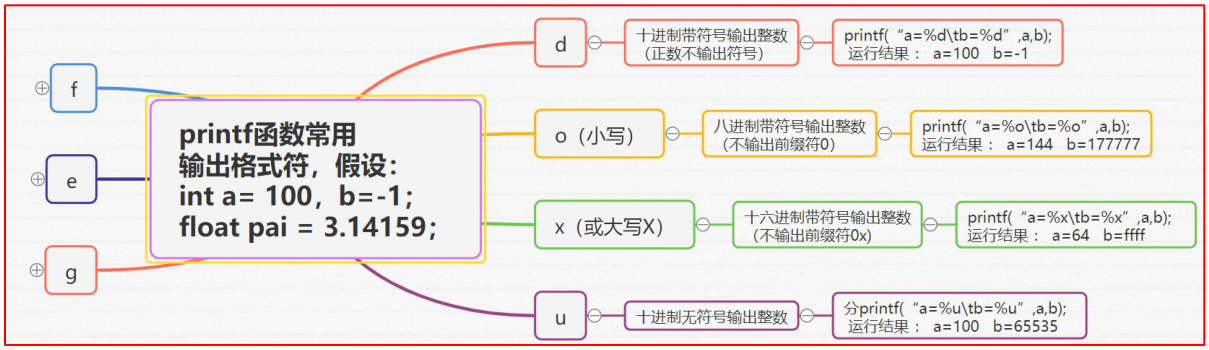 printf函数常用
输出格式符，假设：
int a= 100，b=-1；
float pai = 3.14159；
f
e
g
d
十进制带符号输出整数
（正数不输出符号）
printf(“a=%d\tb=%d”,a,b);
运行结果： a=100 b=-1
o（小写）
八进制带符号输出整数
（不输出前缀符0）
printf(“a=%o\tb=%o”,a,b);
运行结果： a=144 b=177777
x（或大写X）
十六进制带符号输出整数
（不输出前缀符0x)
printf(“a=%x\tb=%x”,a,b);
运行结果： a=64 b=ffff
u
十进制无符号输出整数
分printf(“a=%u\tb=%u”,a,b);
运行结果： a=100 b=65535